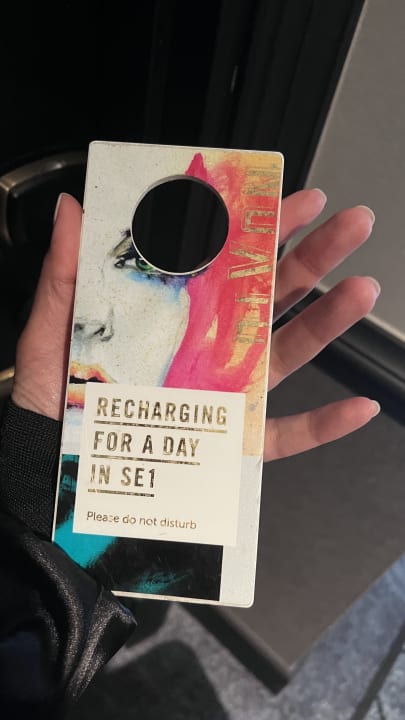 RECHARGING
FOR A DAY
IN SE1
Please do not disturb